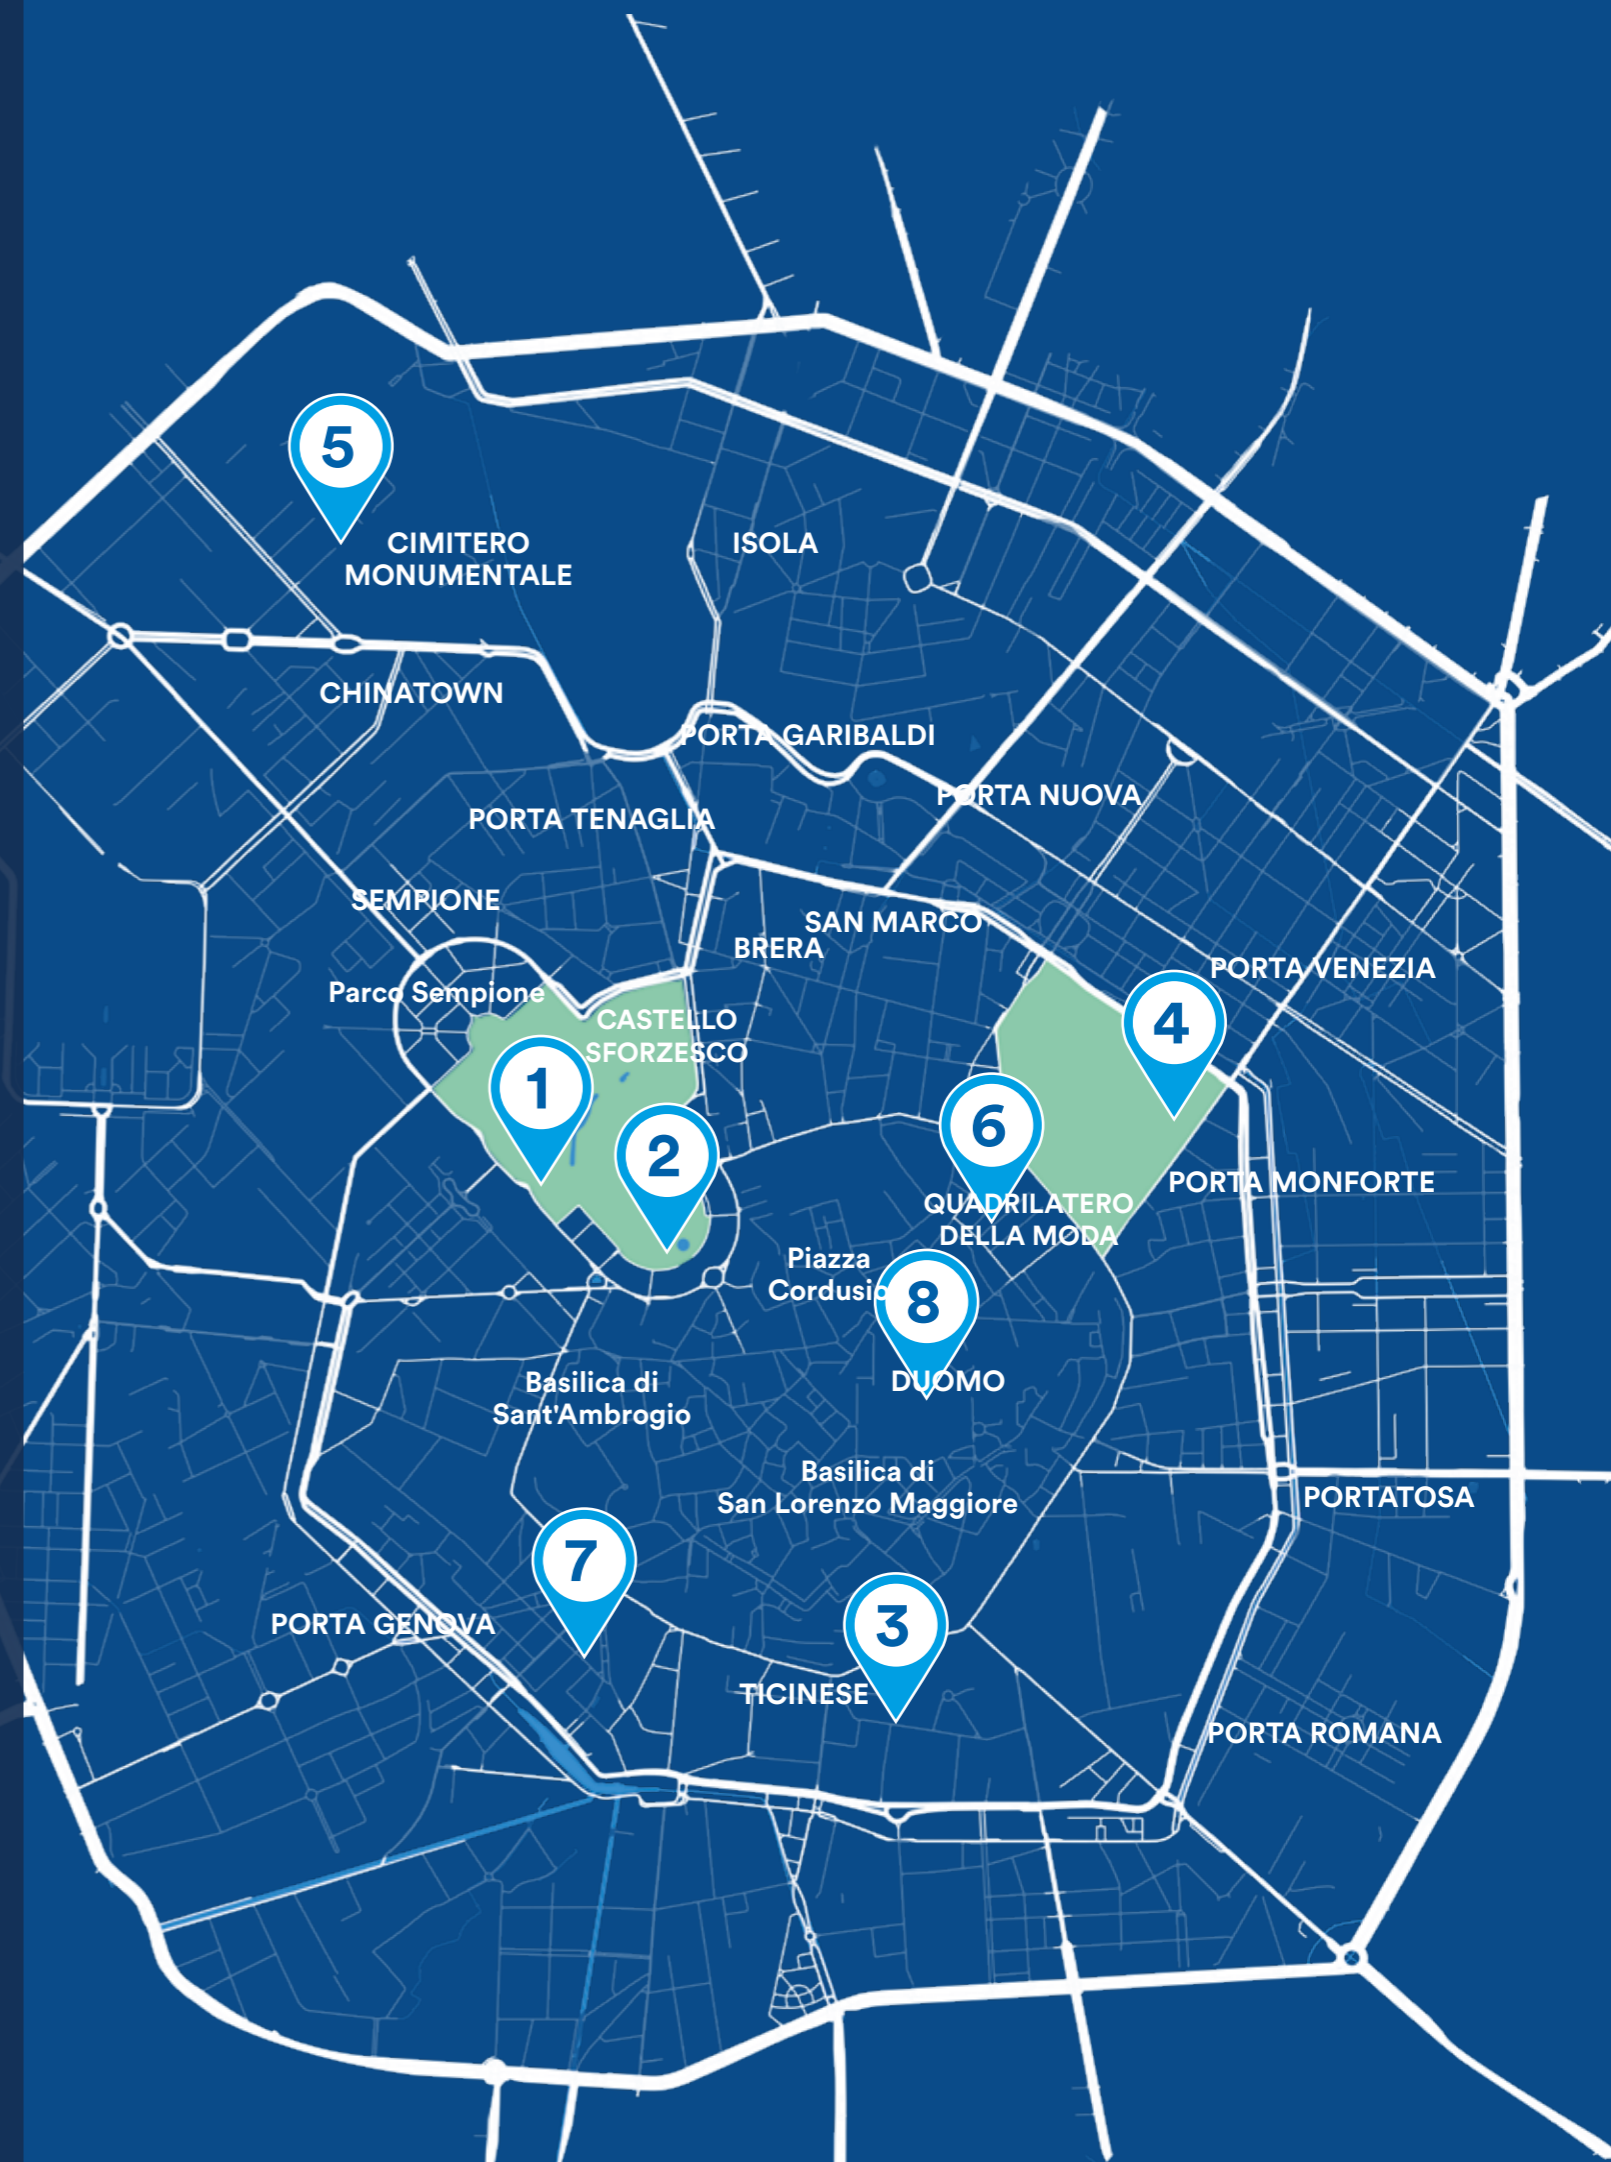 5
CIMITERO
MONUMENTALE
ISOLA
CHINATOWN
PORTA GARIBALDI
PORTA NUOVA
PORTA TENAGLIA
SEMPIONE
SAN MARCO
BRERA
PORTA VENEZIA
Parco Sempione
CASTELLO
SFORZESCO
4
1
6
2
PORTA MONFORTE
QUADRILATERO
DELLA MODA
Piazza
Cordusio
8
DUOMO
Basilica di
Sant'Ambrogio
Basilica di
San Lorenzo Maggiore
PORTATOSA
7
PORTA GENOVA
3
TICINESE
PORTA ROMANA